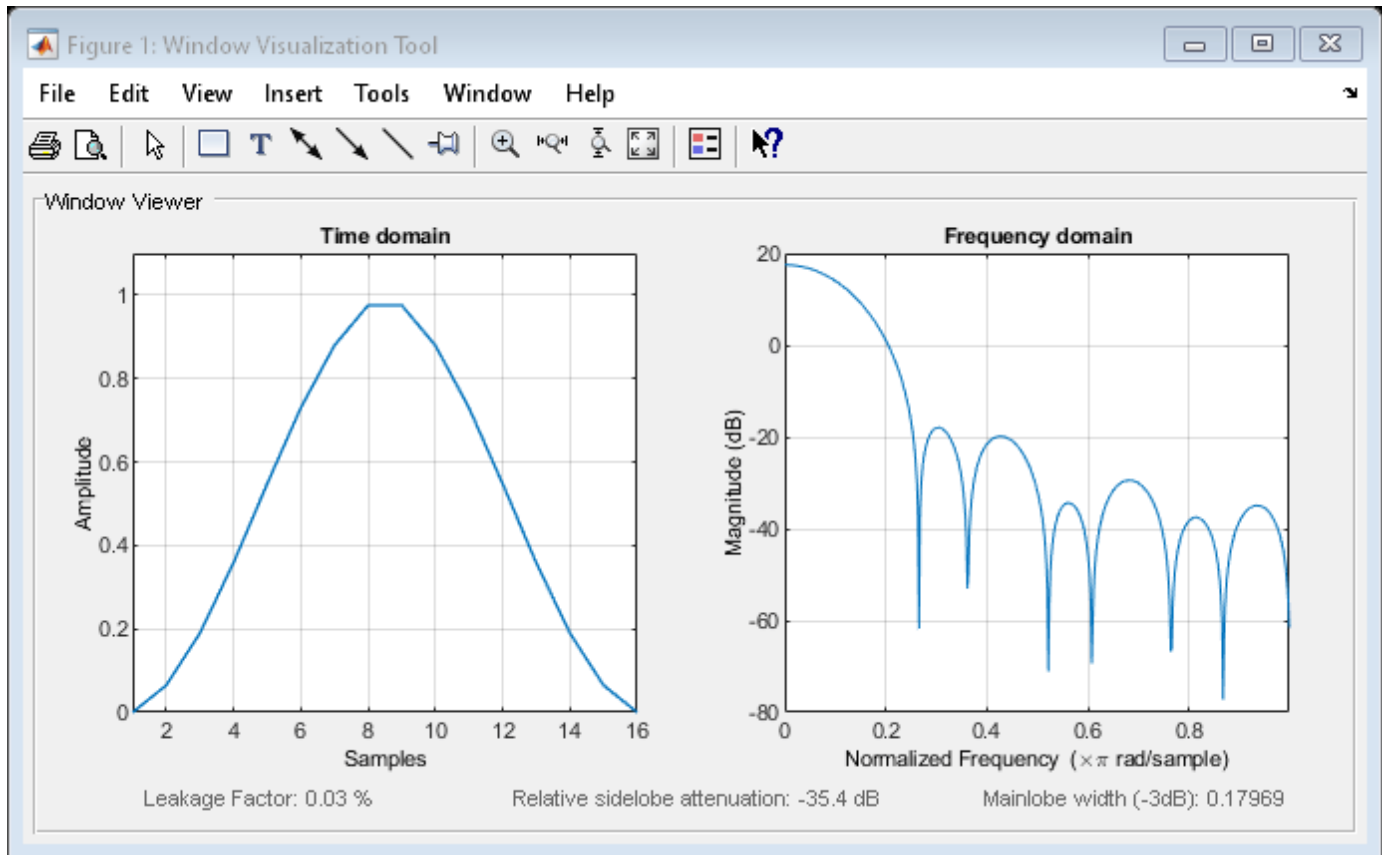 Figure 1: Window Visualization Tool
File Edit View Insert Tools Window Help
T
?
Window Viewer
Time domain
1
0.8
0.6
0.4
0.2
0
Amplitude
2 4 6 8 10 12 14 16
Samples
Frequency domain
20
0
-20
-40
-60
-80
Magnitude (dB)
0 0.2 0.4 0.6 0.8
Normalized Frequency (×π rad/sample)
Leakage Factor: 0.03 % Relative sidelobe attenuation: -35.4 dB Mainlobe width (-3dB): 0.17969